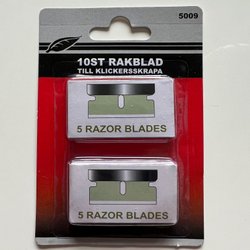 5009
10ST RAKBLAD
TILL KLICKERSSKRAPA
5 RAZOR BLADES
5 RAZOR BLADES